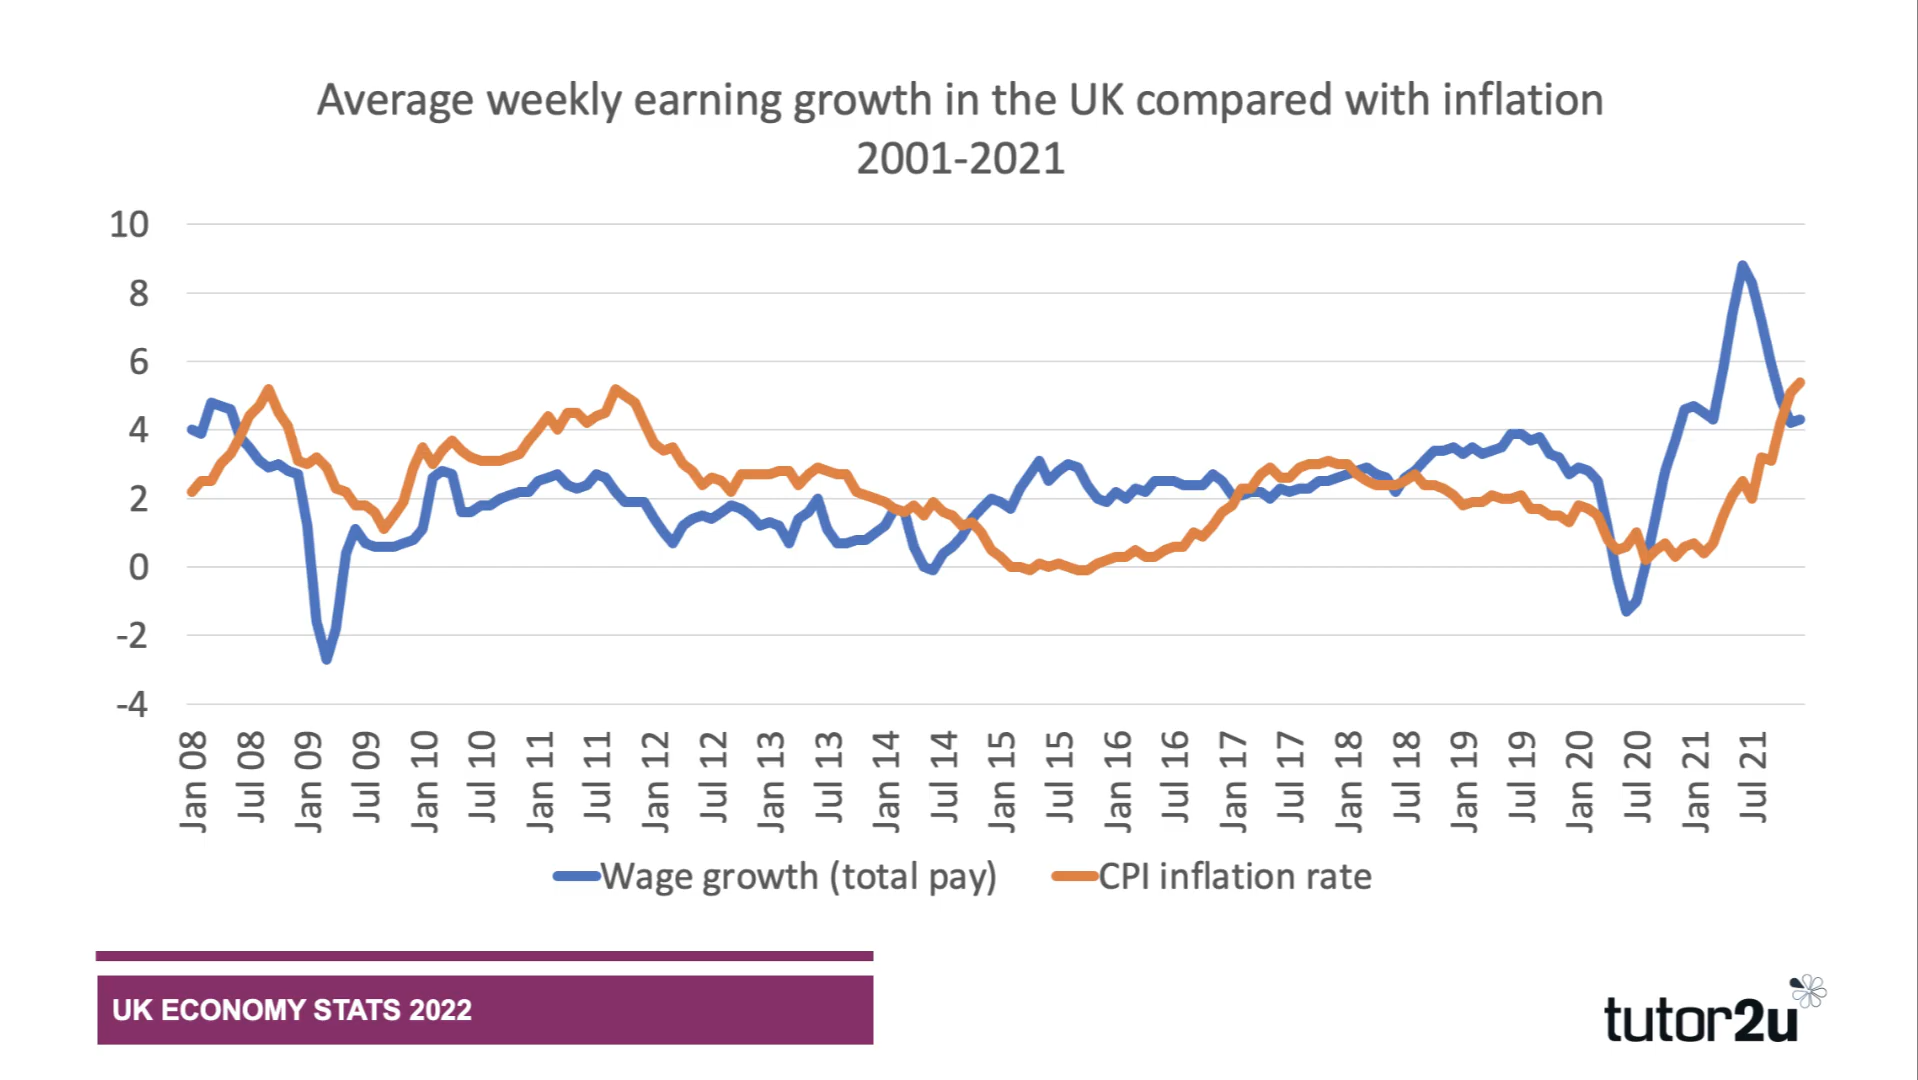 Average weekly earning growth in the UK compared with inflation
2001-2021
10
8
6
4
2
0
-2
-4
Jan 08
Jul 08
Jan 09
Jul 09
Jan 10
Jul 10
Jan 11
Jul 11
Jan 12
Jul 12
Jan 13
Jul 13
Jan 14
Jul 14
Jan 15
Jul 15
Jan 16
Jul 16
Jan 17
Jul 17
Jan 18
Jul 18
Jan 19
Jul 19
Jan 20
Jul 20
Jan 21
Jul 21
Wage growth (total pay)
CPI inflation rate
UK ECONOMY STATS 2022
tutor2u